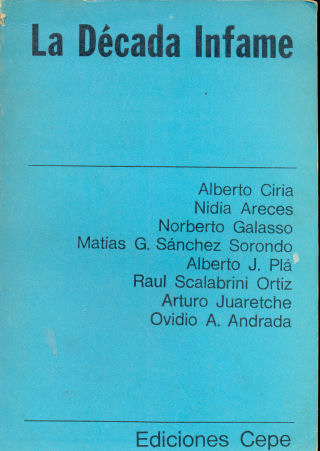 La Década Infame
Alberto Ciria
Nidia Areces
Norberto Galasso
Matías G. Sánchez Sorondo
Alberto J. Plá
Raul Scalabrini Ortiz
Arturo Juaretche
Ovidio A. Andrada
Ediciones Cepe